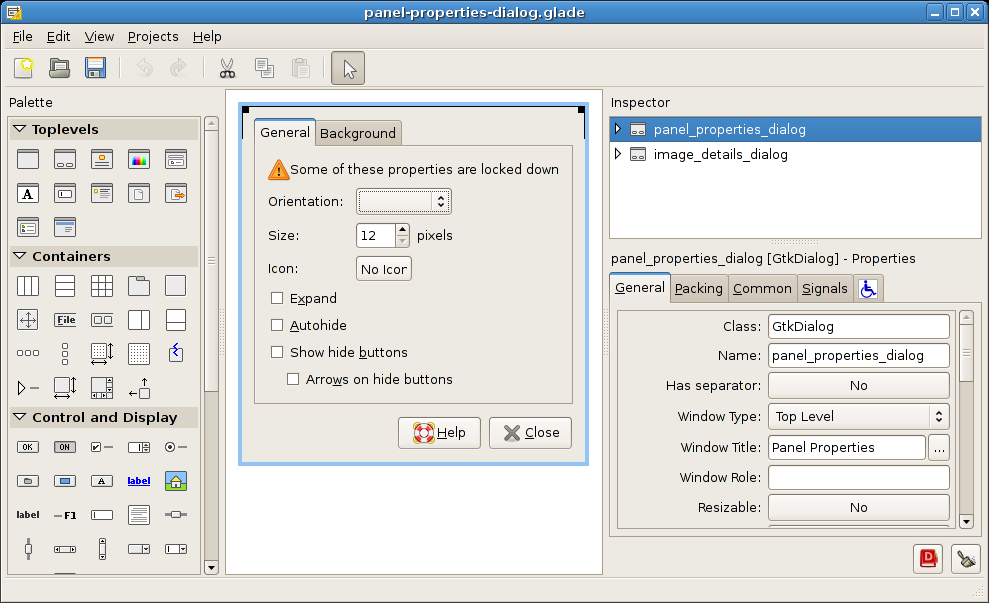 panel-properties-dialog.glade
File Edit View Projects Help
Palette
Toplevels
A
Containers
File
Control and Display
OK ON
A label
label F1
General Background
Some of these properties are locked down
Orientation:
Size: 12 pixels
Icon: No Icor
Expand
Autohide
Show hide buttons
Arrows on hide buttons
Help Close
Inspector
panel_properties_dialog
image_details_dialog
panel_properties_dialog [GtkDialog] - Properties
General Packing Common Signals
Class: GtkDialog
Name: panel_properties_dialog
Has separator: No
Window Type: Top Level
Window Title: Panel Properties ...
Window Role:
Resizable: No
D